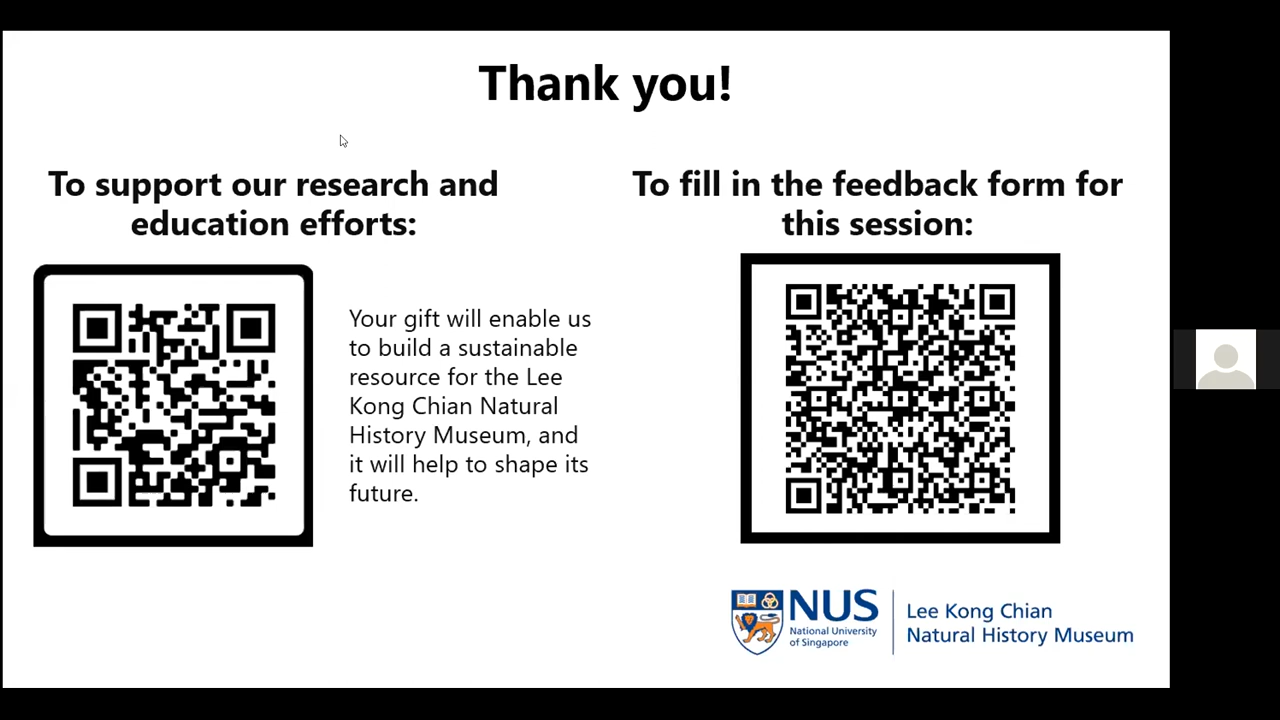 Thank you!
To support our research and
education efforts:
Your gift will enable us
to build a sustainable
resource for the Lee
Kong Chian Natural
History Museum, and
it will help to shape its
future.
To fill in the feedback form for
this session:
NUS
National University
of Singapore
Lee Kong Chian
Natural History Museum